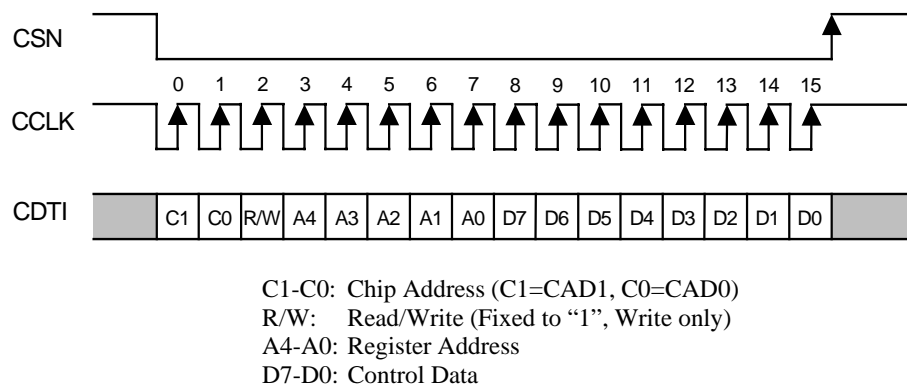 CSN
0 1 2 3 4 5 6 7 8 9 10 11 12 13 14 15
CCLK
CDTI C1 C0 R/W A4 A3 A2 A1 A0 D7 D6 D5 D4 D3 D2 D1 D0
C1-C0: Chip Address (C1=CAD1, C0=CAD0)
R/W: Read/Write (Fixed to “1”, Write only)
A4-A0: Register Address
D7-D0: Control Data